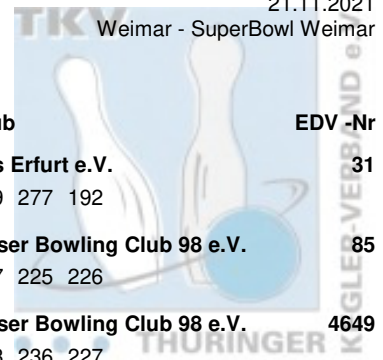 21.11.2021
Weimar - SuperBowl Weimar
EDV -Nr
s Erfurt e.V. 31
277 192
ser Bowling Club 98 e.V. 85
225 226
ser Bowling Club 98 e.V. 4649
236 227
TKV
THÜRINGER
KEGLER-VERBAND e.V.